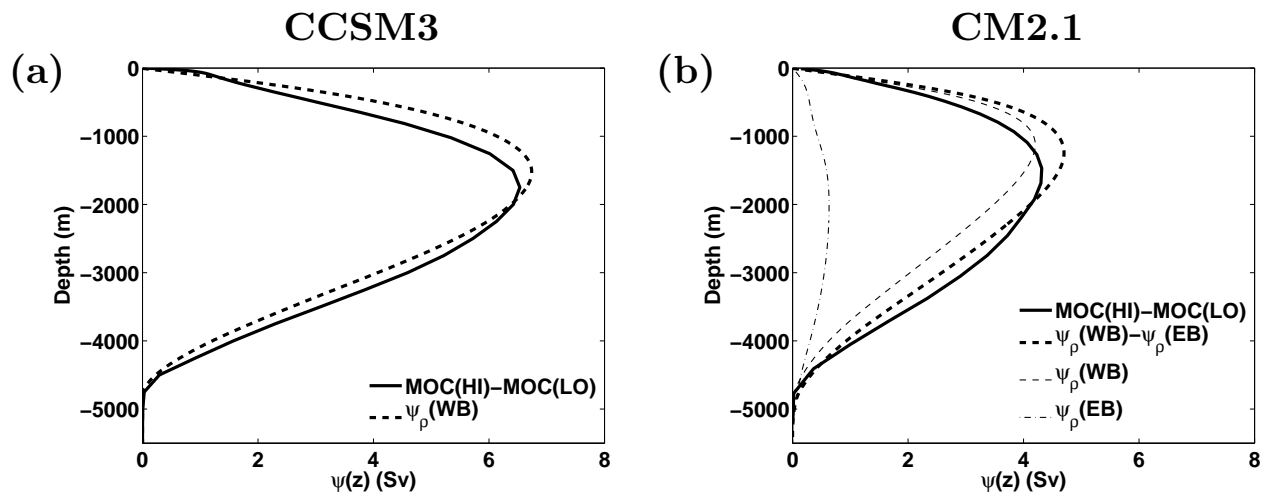 CCSM3
(a)
0
−1000
−2000
−3000
−4000
−5000
Depth (m)
0 2 4 6 8
ψ(z) (Sv)
MOC(HI)−MOC(LO)
ψρ(WB)
CM2.1
(b)
0
−1000
−2000
−3000
−4000
−5000
Depth (m)
0 2 4 6 8
ψ(z) (Sv)
MOC(HI)−MOC(LO)
ψρ(WB)−ψρ(EB)
ψρ(WB)
ψρ(EB)